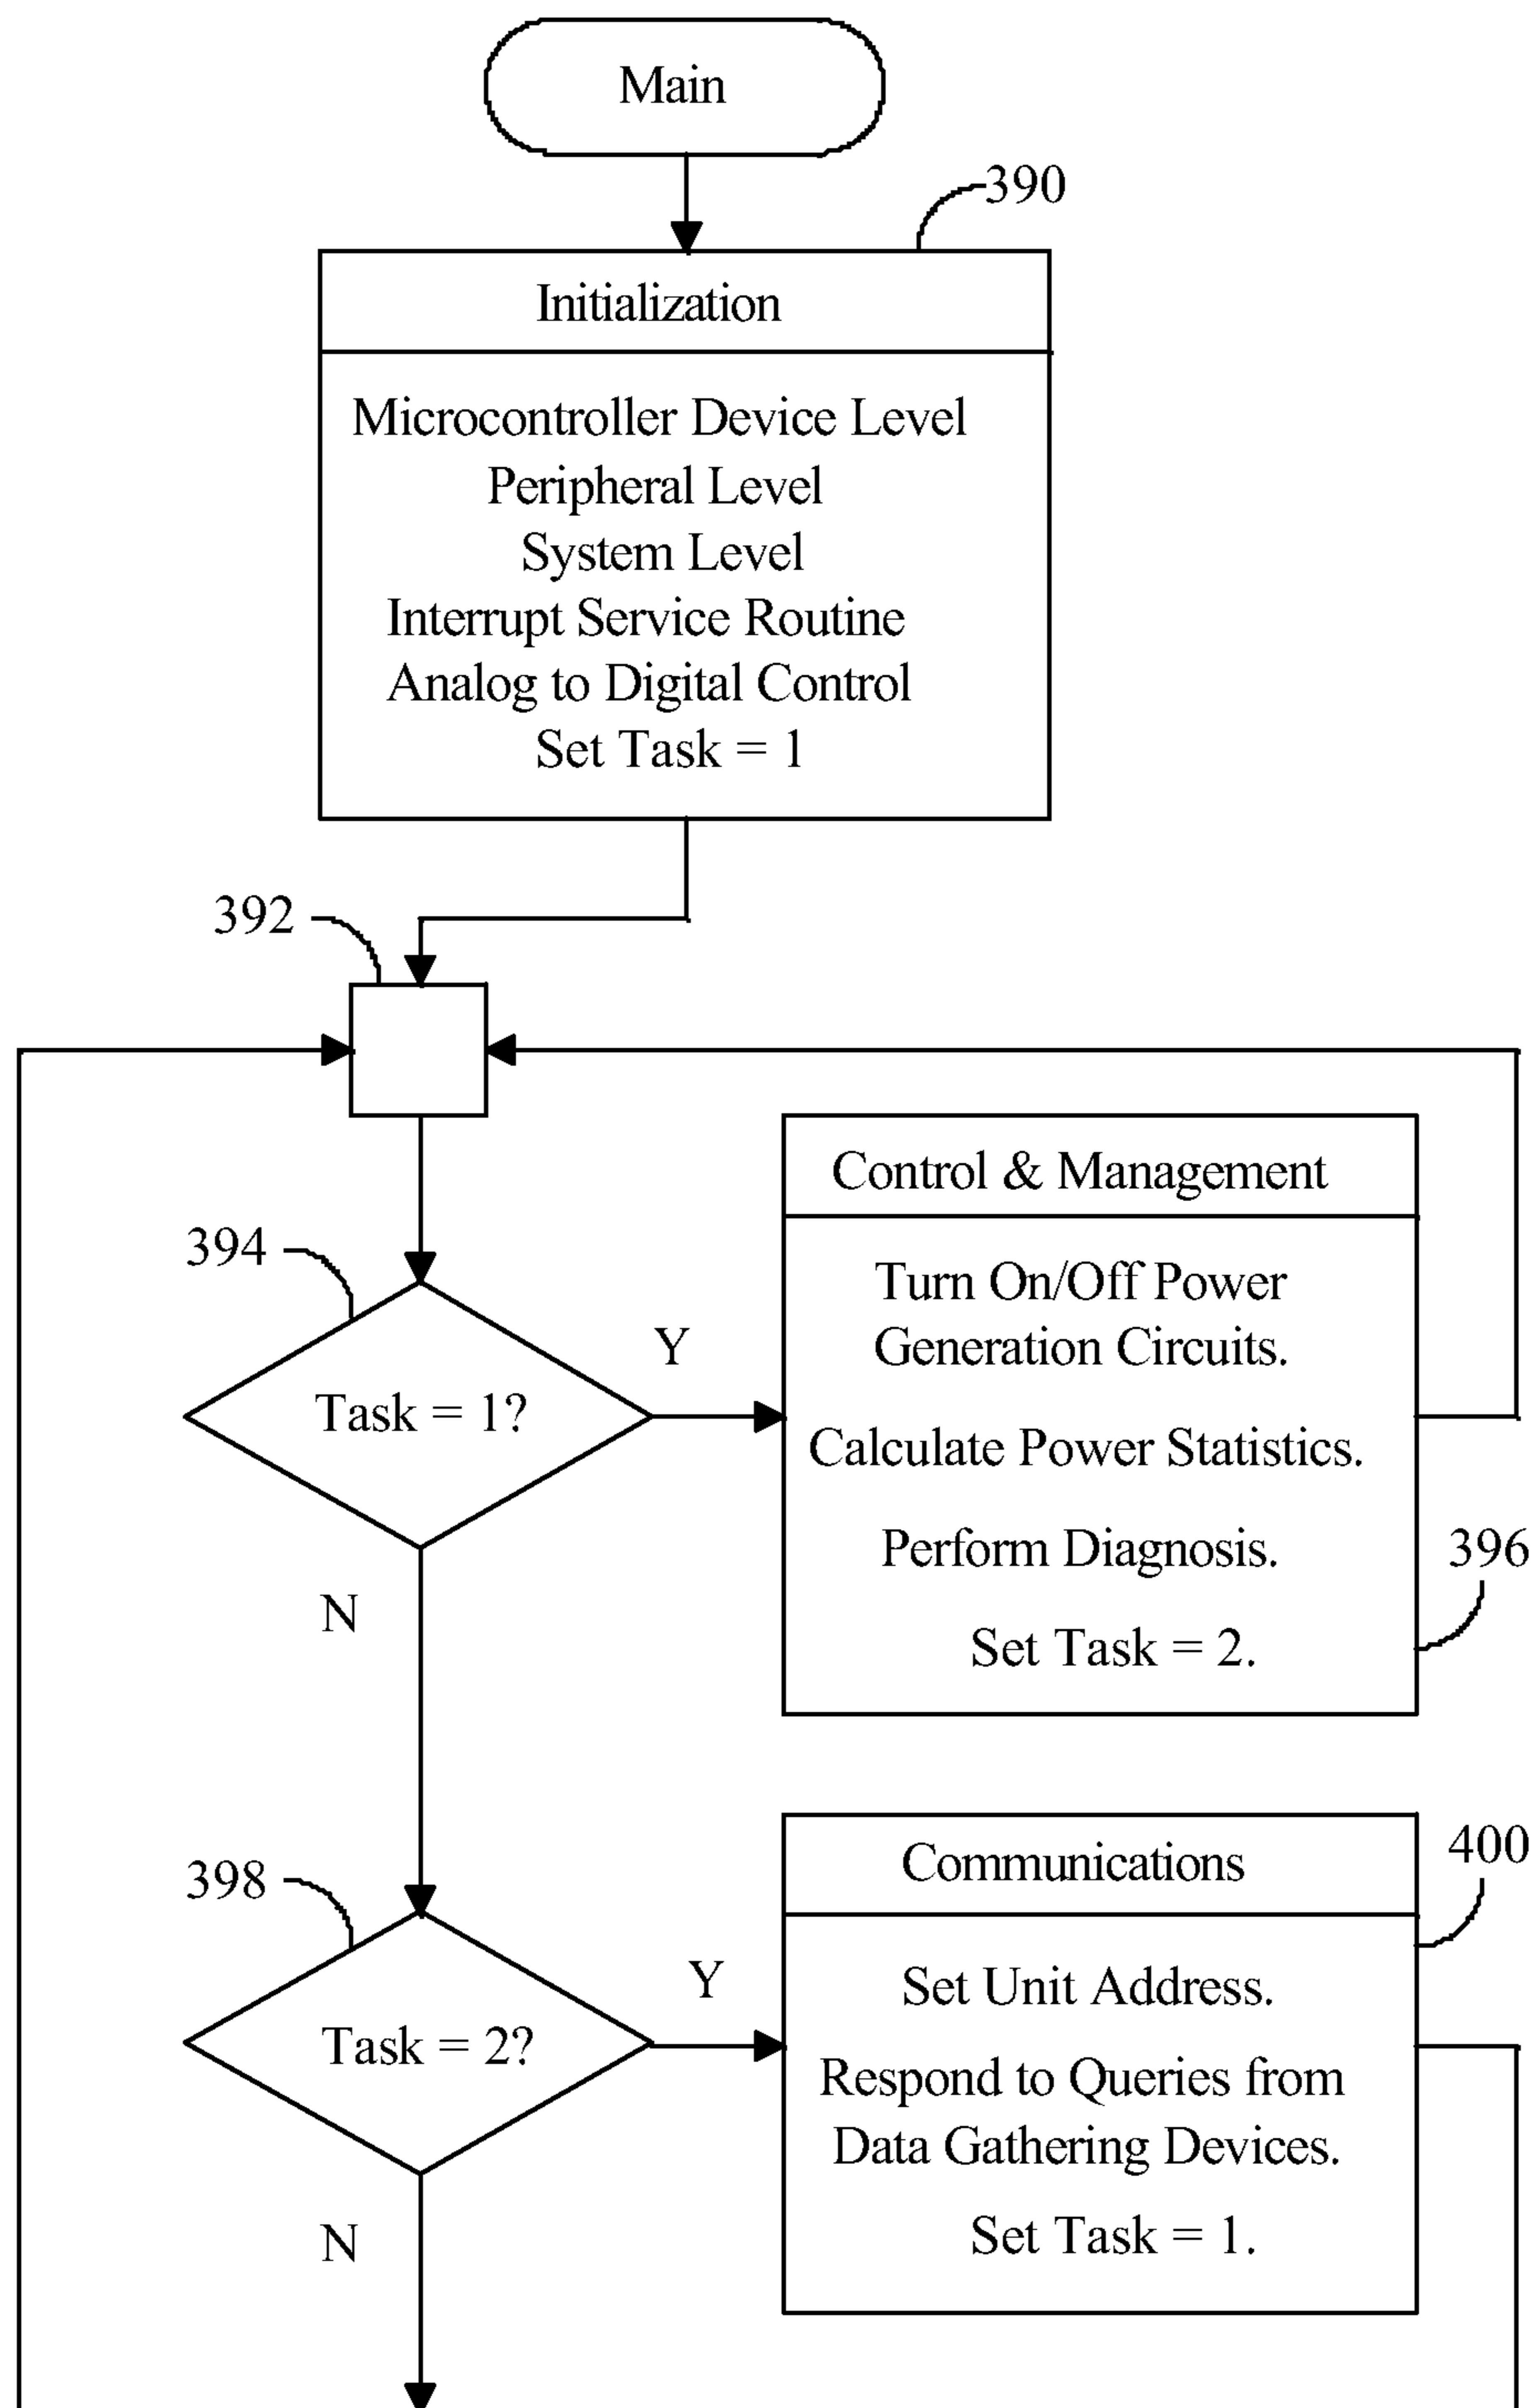 Main
390
Initialization
Microcontroller Device Level
Peripheral Level
System Level
Interrupt Service Routine
Analog to Digital Control
Set Task = 1
392
Control & Management
394
Turn On/Off Power
Generation Circuits.
Y
Task = 1?
Calculate Power Statistics.
Perform Diagnosis.
396
N
Set Task = 2.
400
Communications
398
Set Unit Address.
Y
Task = 2?
Respond to Queries from
Data Gathering Devices.
N
Set Task = 1.